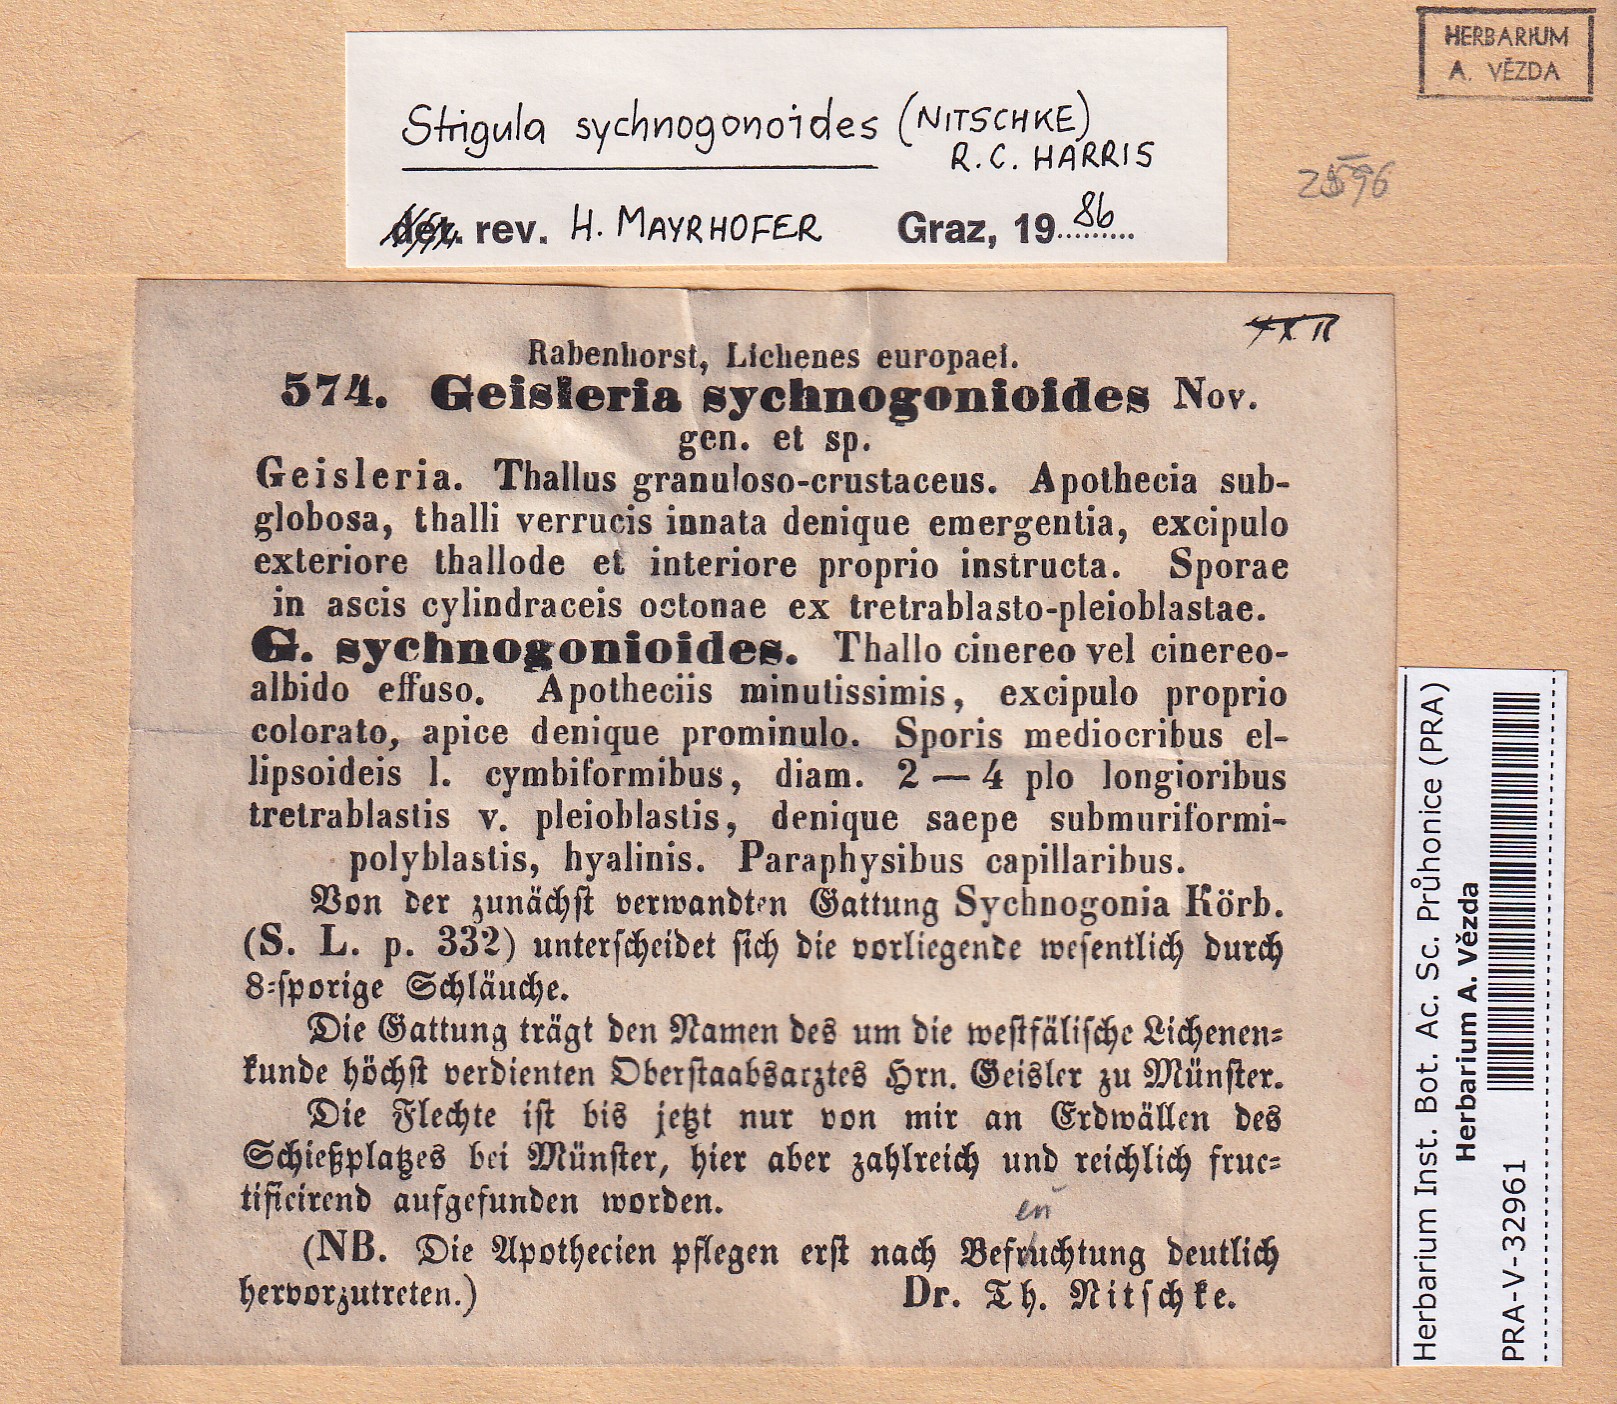 HERBARIUM
A. VĚZDA
Strigula sychnogonoides (NITSCHKE)
R.C. HARRIS
det. rev. H. MAYRHOFER Graz, 19 86
Rabenhorst, Lichenes europaei.
574. Geisleria sychnogonioides Nov.
gen. et sp.
Geisleria. Thallus granuloso-crustaceus. Apothecia sub-
globosa, thalli verrucis innata denique emergentia, excipulo
exteriore thallode et interiore proprio instructa. Sporae
in ascis cylindraceis octonae ex tretrablasto-pleioblastae.
G. sychnogonioides. Thallo cinereo vel cinereo-
albido effuso. Apotheciis minutissimis, excipulo proprio
colorato, apice denique prominulo. Sporis mediocribus el-
lipsoideis l. cymbiformibus, diam. 2 — 4 plo longioribus
tretrablastis v. pleioblastis, denique saepe submuriformi-
polyblastis, hyalinis. Paraphysibus capillaribus.
Von der zunächſt verwandten Gattung Sychnogonia Körb.
(S. L. p. 332) unterſcheidet ſich die vorliegende weſentlich durch
8-ſporige Schläuche.
Die Gattung trägt den Namen des um die weſtfäliſche Lichenen-
kunde höchſt verdienten Oberſtaabsarztes Hrn. Geisler zu Münſter.
Die Flechte iſt bis jetzt nur von mir an Erdwällen des
Schießplatzes bei Münſter, hier aber zahlreich und reichlich fruc-
tificirend aufgefunden worden.
(NB. Die Apothecien pflegen erſt nach Befruchtung deutlich
hervorzutreten.) Dr. Th. Nitſchke.
Herbarium Inst. Bot. Ac. Sc. Průhonice (PRA)
Herbarium A. Vězda
PRA-V-32961